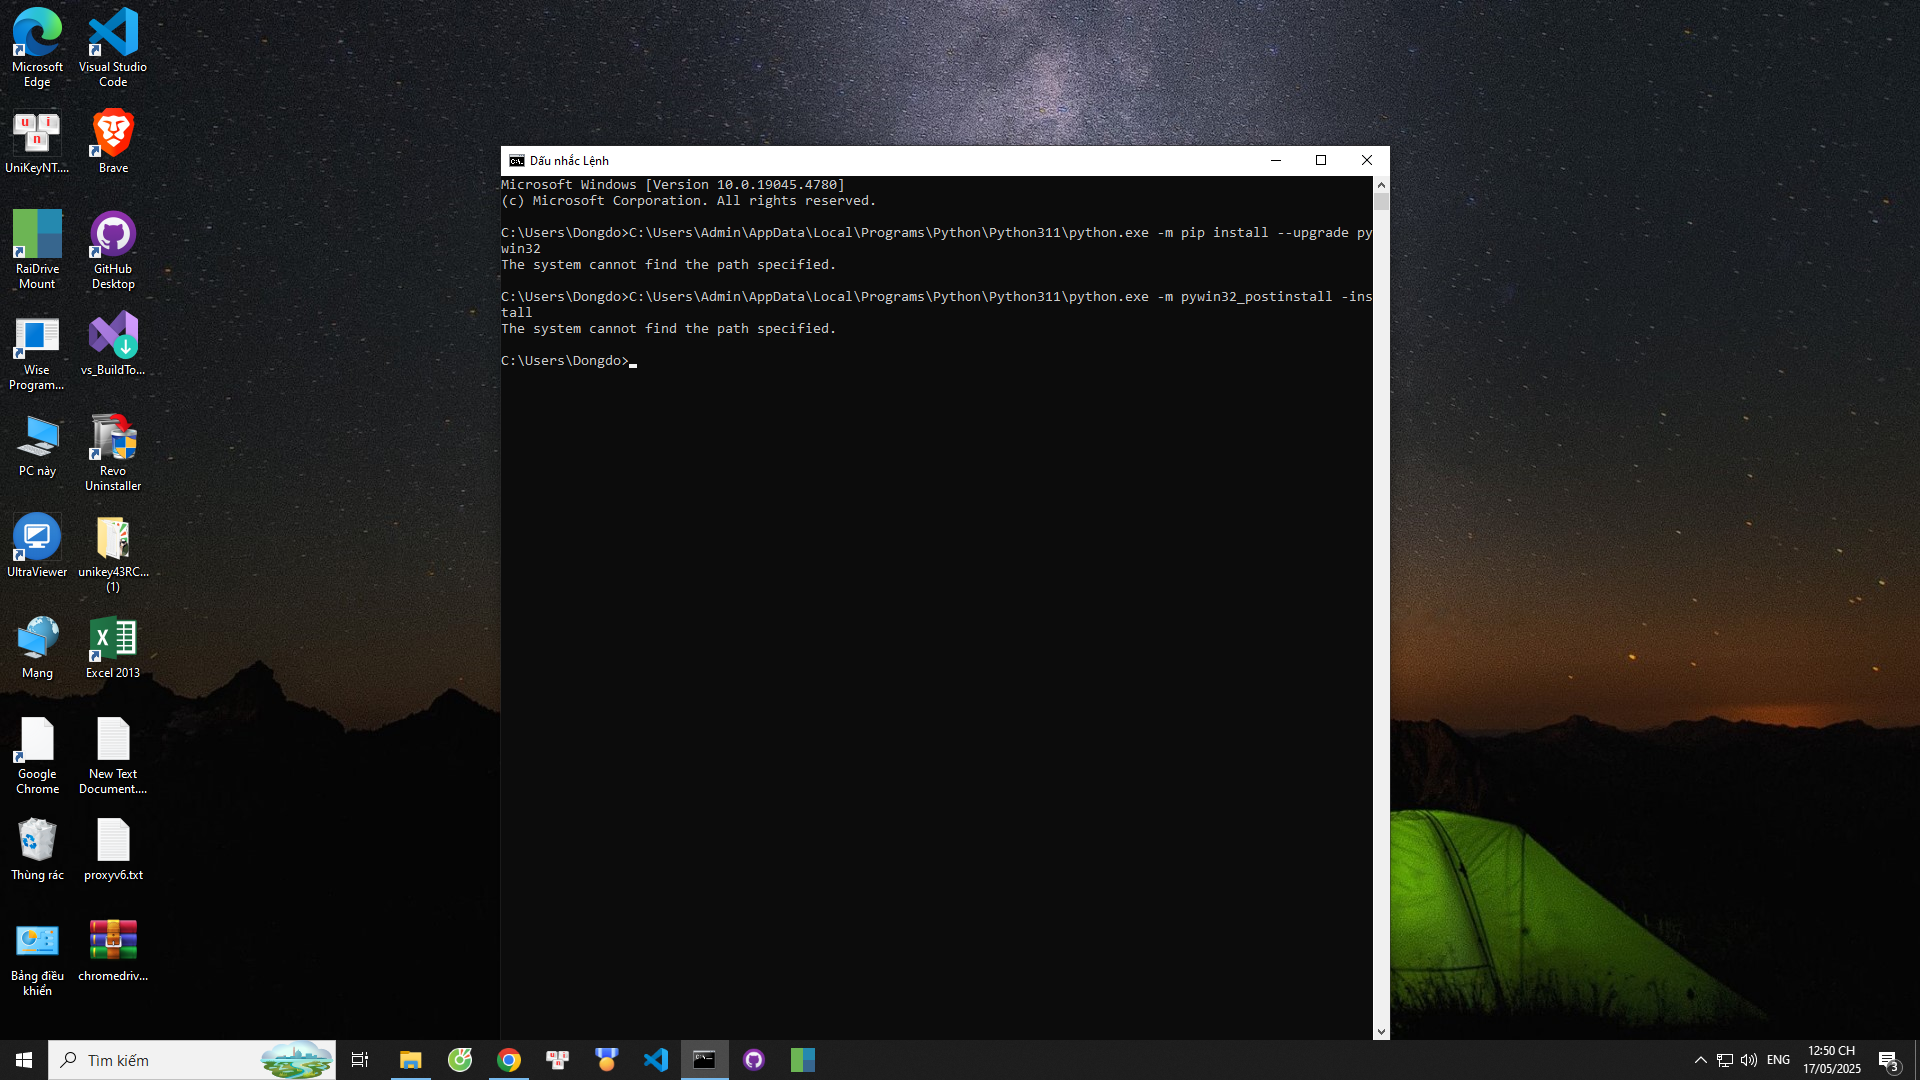 Microsoft Edge
Visual Studio Code
UniKeyNT....
Brave
RaiDrive Mount
GitHub Desktop
Wise Program...
vs_BuildTo...
PC này
Revo Uninstaller
UltraViewer
unikey43RC... (1)
Mạng
Excel 2013
Google Chrome
New Text Document....
Thùng rác
proxyv6.txt
Bảng điều khiển
chromedriv...
Dấu nhắc Lệnh
Microsoft Windows [Version 10.0.19045.4780]
(c) Microsoft Corporation. All rights reserved.
C:\Users\Dongdo>C:\Users\Admin\AppData\Local\Programs\Python\Python311\python.exe -m pip install --upgrade py
win32
The system cannot find the path specified.
C:\Users\Dongdo>C:\Users\Admin\AppData\Local\Programs\Python\Python311\python.exe -m pywin32_postinstall -ins
tall
The system cannot find the path specified.
C:\Users\Dongdo>
Tìm kiếm
ENG
12:50 CH
17/05/2025
3